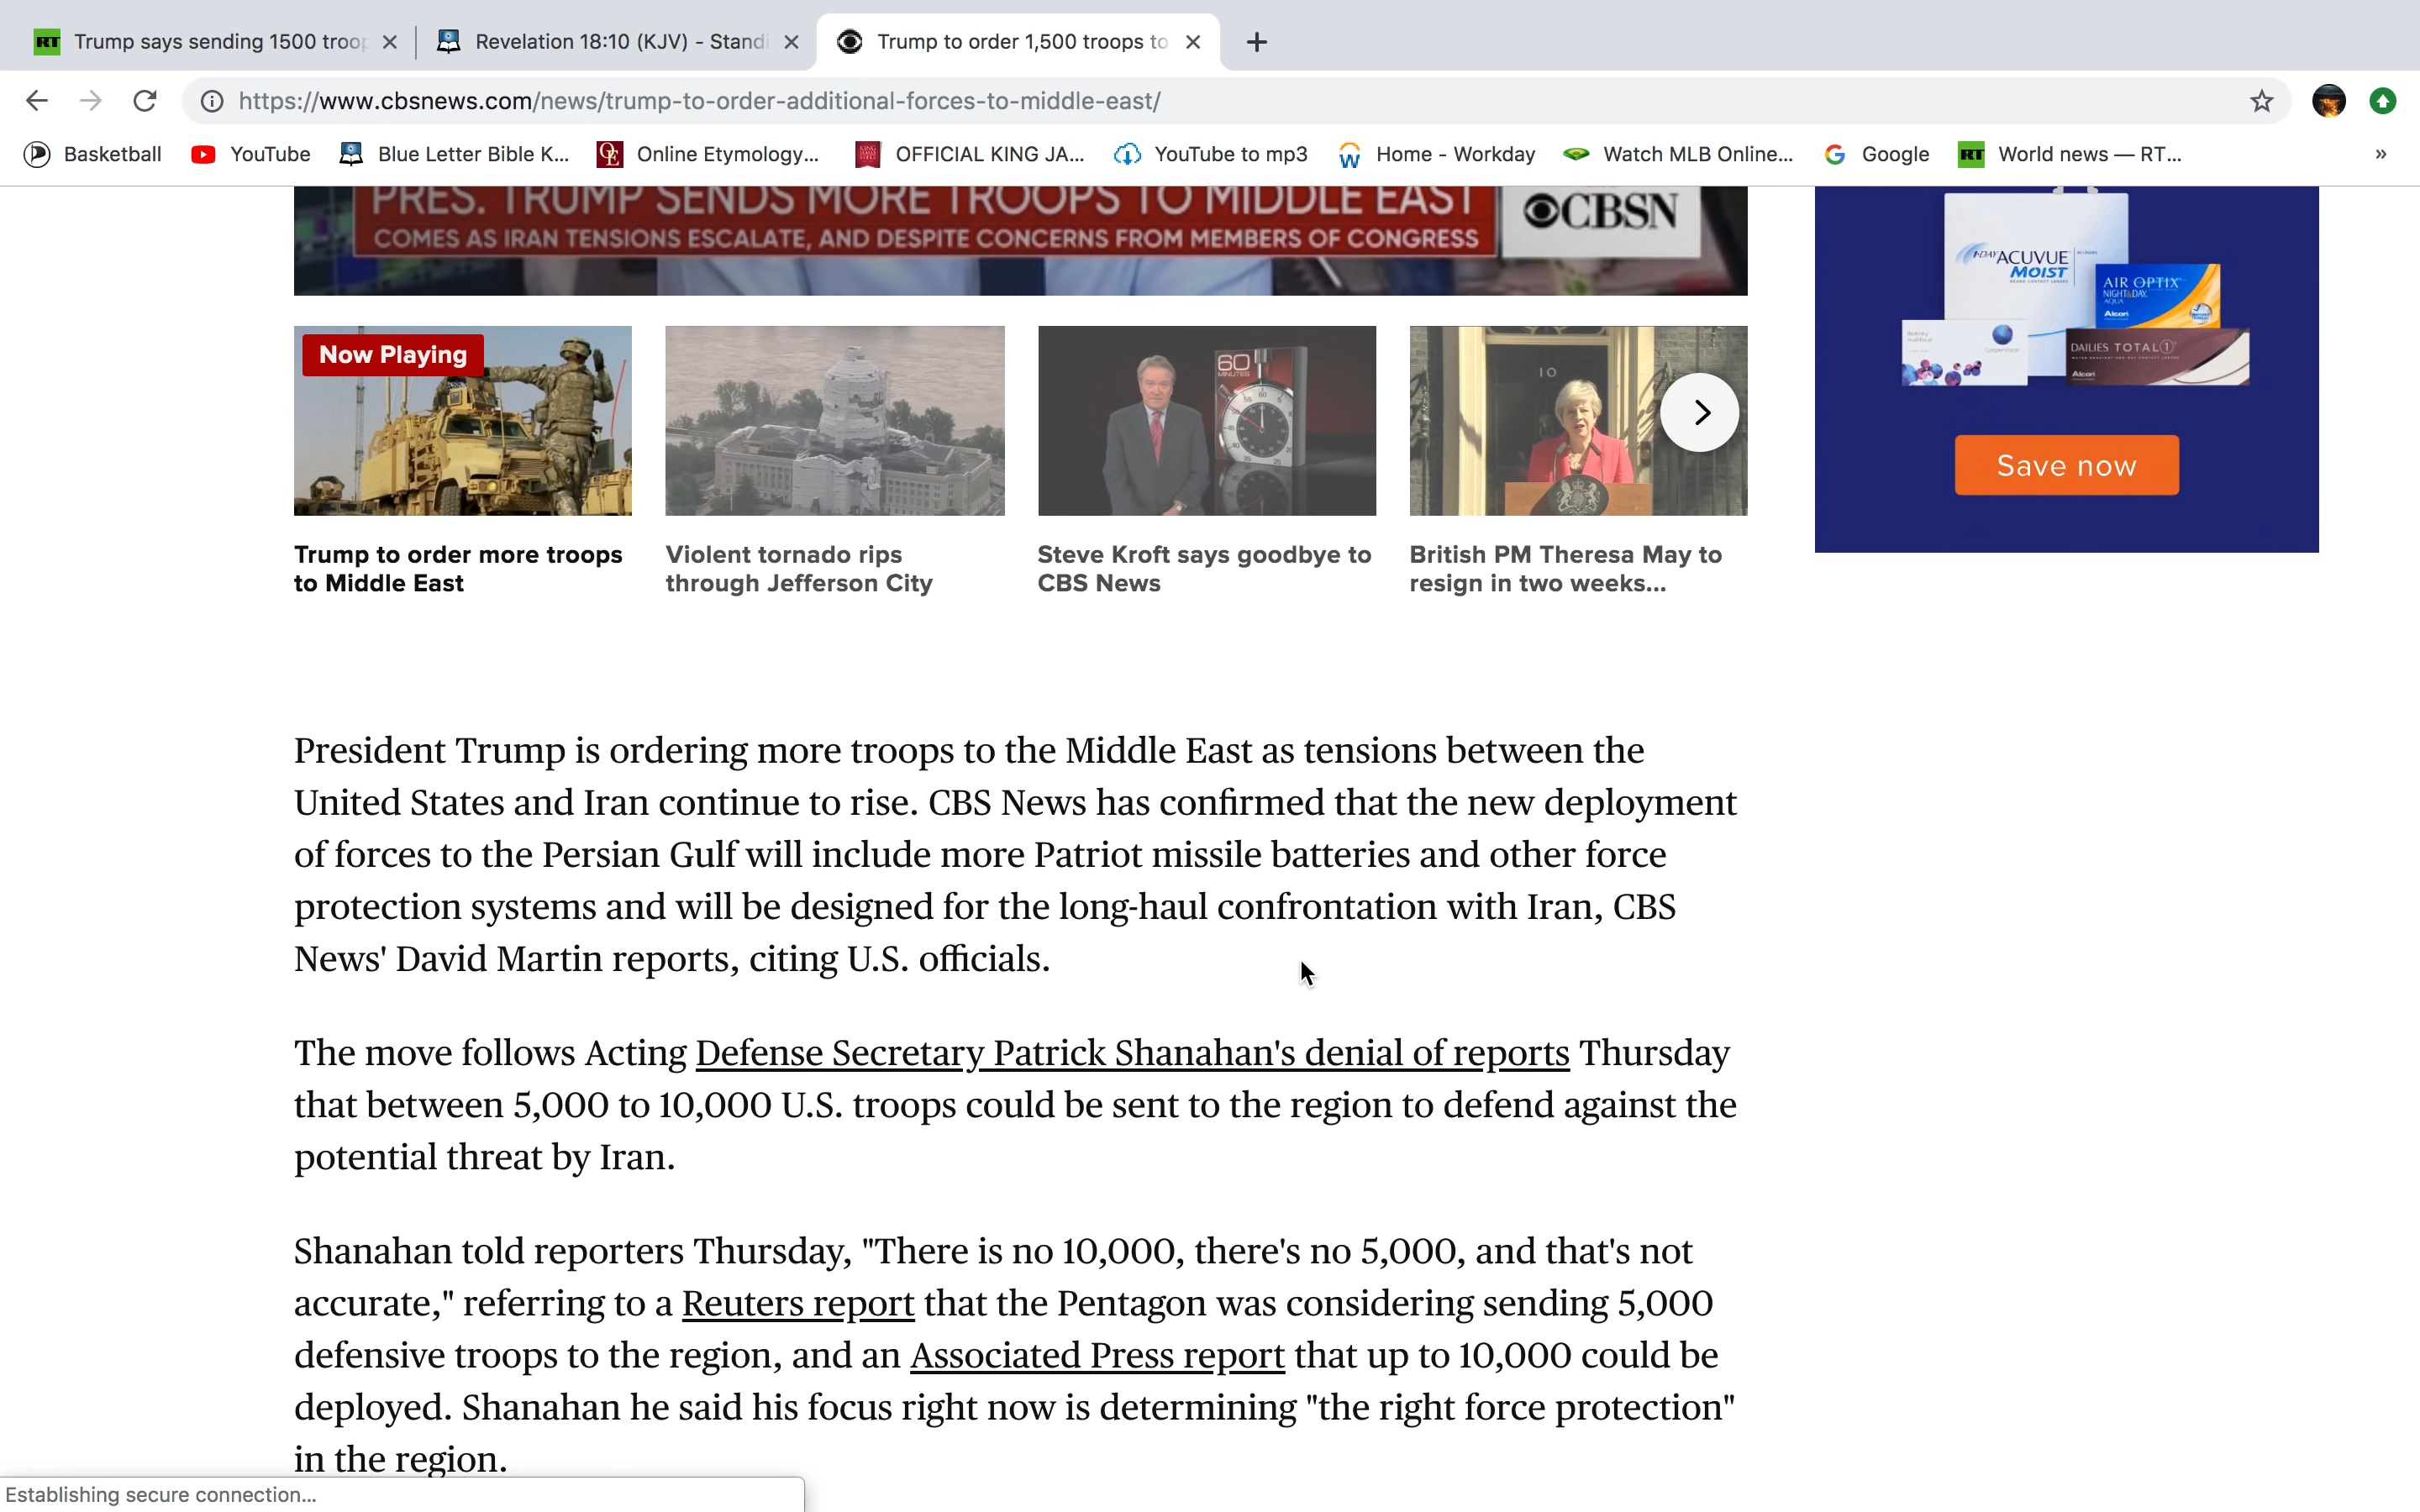 RT Trump says sending 1500 troop
Revelation 18:10 (KJV) - Standi
Trump to order 1,500 troops to
https://www.cbsnews.com/news/trump-to-order-additional-forces-to-middle-east/
Basketball
YouTube
Blue Letter Bible K...
OE Online Etymology...
OFFICIAL KING JA...
YouTube to mp3
Home - Workday
Watch MLB Online...
Google
RT World news — RT...
»
PRES. TRUMP SENDS MORE TROOPS TO MIDDLE EAST
COMES AS IRAN TENSIONS ESCALATE, AND DESPITE CONCERNS FROM MEMBERS OF CONGRESS
CBSN
1-DAY ACUVUE
MOIST
AIR OPTIX
NIGHT&DAY
AQUA
Alcon
DAILIES TOTAL 1
Alcon
Save now
Now Playing
60
MINUTES
10
Trump to order more troops
to Middle East
Violent tornado rips
through Jefferson City
Steve Kroft says goodbye to
CBS News
British PM Theresa May to
resign in two weeks...
President Trump is ordering more troops to the Middle East as tensions between the
United States and Iran continue to rise. CBS News has confirmed that the new deployment
of forces to the Persian Gulf will include more Patriot missile batteries and other force
protection systems and will be designed for the long-haul confrontation with Iran, CBS
News' David Martin reports, citing U.S. officials.
The move follows Acting Defense Secretary Patrick Shanahan's denial of reports Thursday
that between 5,000 to 10,000 U.S. troops could be sent to the region to defend against the
potential threat by Iran.
Shanahan told reporters Thursday, "There is no 10,000, there's no 5,000, and that's not
accurate," referring to a Reuters report that the Pentagon was considering sending 5,000
defensive troops to the region, and an Associated Press report that up to 10,000 could be
deployed. Shanahan he said his focus right now is determining "the right force protection"
in the region.
Establishing secure connection...